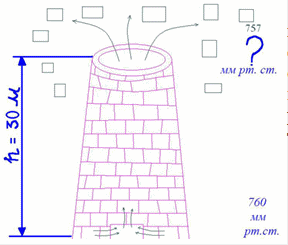 757
?
мм рт. ст.
h = 30 м
760
мм
рт.ст.